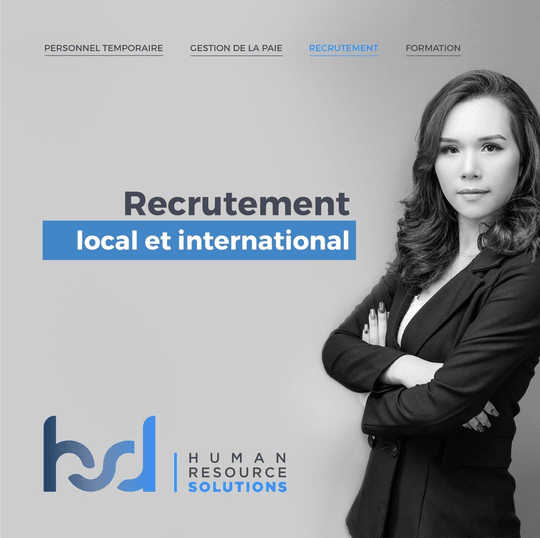 PERSONNEL TEMPORAIRE GESTION DE LA PAIE RECRUTEMENT FORMATION
Recrutement
local et international
hsd
HUMAN
RESOURCE
SOLUTIONS